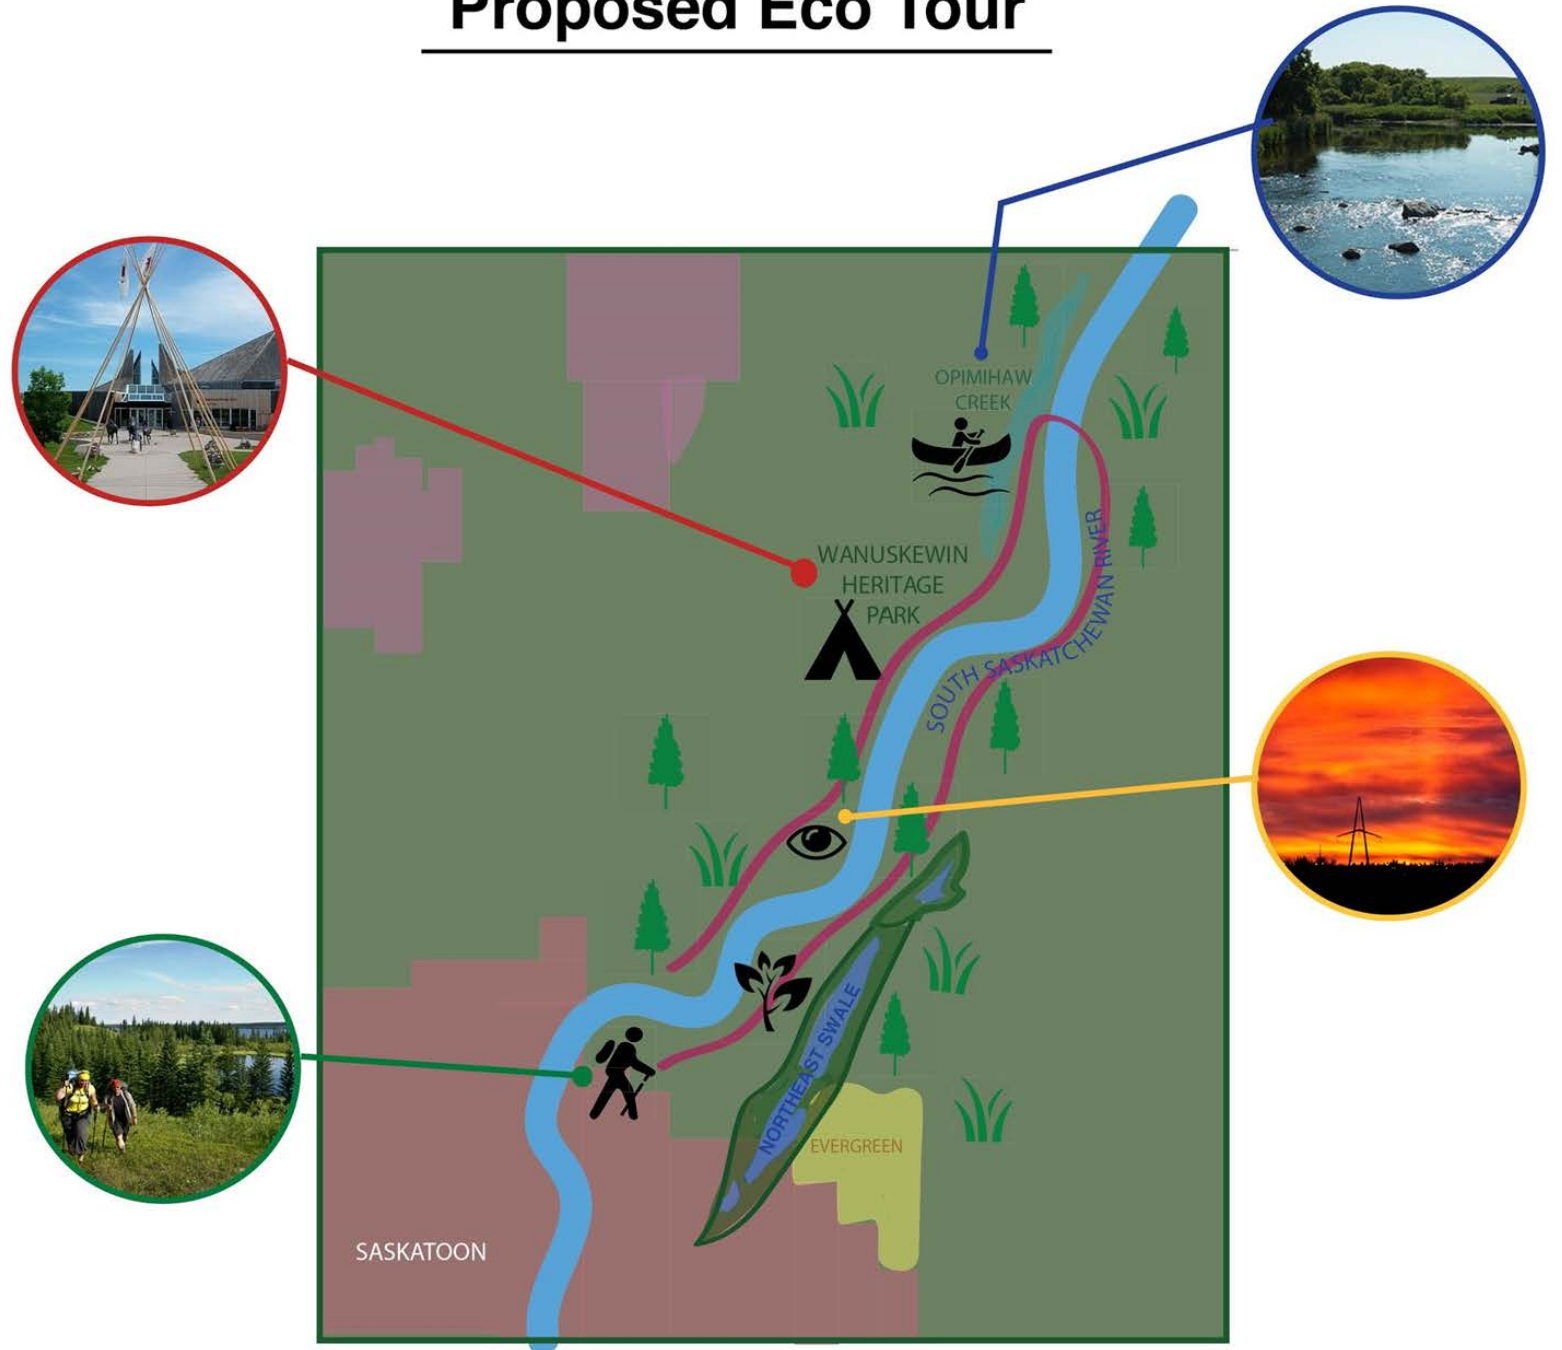 Proposed Eco Tour
OPIMIHAW
CREEK
WANUSKEWIN
HERITAGE
PARK
SOUTH SASKATCHEWAN RIVER
NORTHEAST SWALE
EVERGREEN
SASKATOON